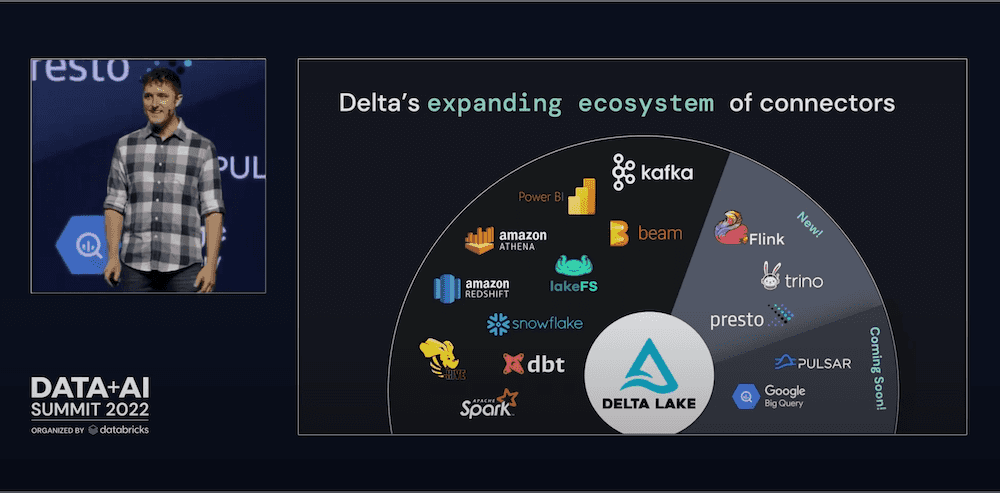 resto
PUL
Delta's expanding ecosystem of connectors
kafka
Power BI
beam
amazon
ATHENA
lakeFS
amazon
REDSHIFT
snowflake
HIVE
dbt
APACHE
Spark
DELTA LAKE
New!
Flink
trino
presto
Coming Soon!
PULSAR
Google
Big Query
DATA+AI
SUMMIT 2022
ORGANIZED BY databricks